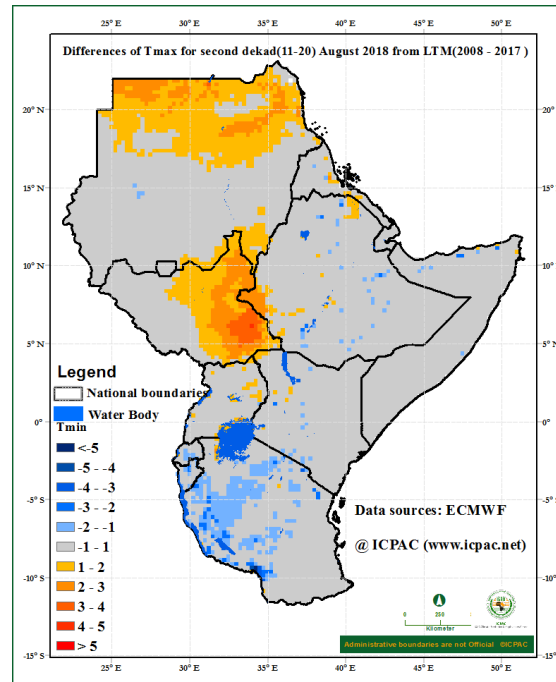 Differences of Tmax for second dekad(11-20) August 2018 from LTM(2008 - 2017 )
25° E 30° E 35° E 40° E 45° E 50° E
20° N
20° N
15° N
15° N
10° N
10° N
5° N
5° N
0°
0°
-5° S
-5° S
-10° S
-10° S
-15° S
-15° S
Legend
National boundaries
Water Body
Tmin
<-5
-5 - -4
-4 - -3
-3 - -2
-2 - -1
-1 - 1
1 - 2
2 - 3
3 - 4
4 - 5
> 5
Data sources: ECMWF
@ ICPAC (www.icpac.net)
0 250
Kilometer
Administrative boundaries are not Official ©ICPAC
25° E 30° E 35° E 40° E 45° E 50° E